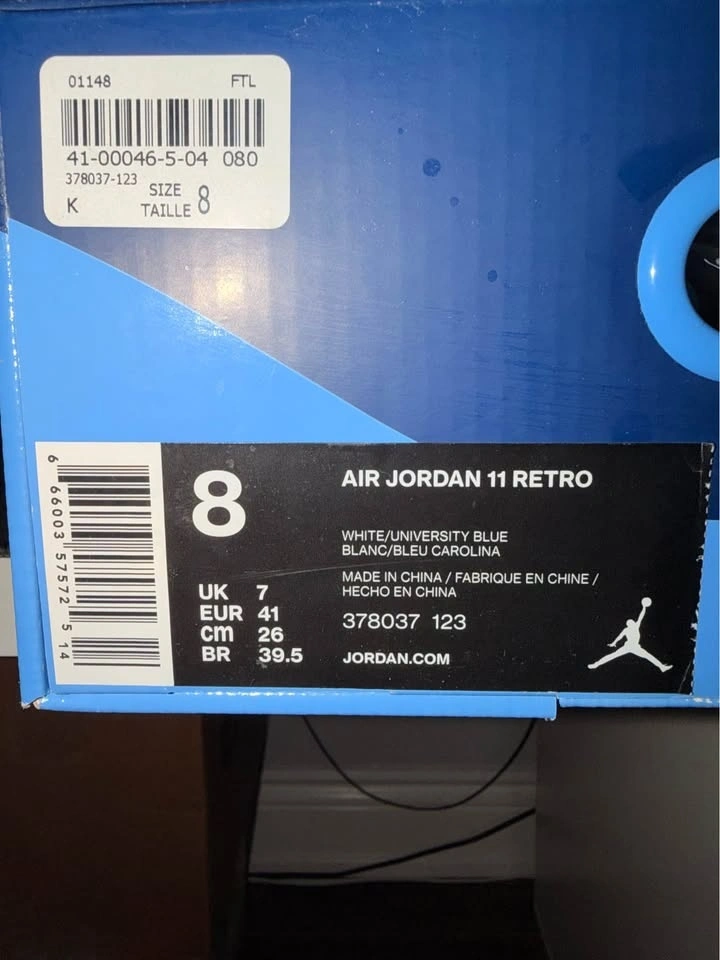 01148 FTL
41-00046-5-04 080
378037-123
SIZE
K TAILLE 8
6 66003 57572 5 14
8
AIR JORDAN 11 RETRO
WHITE/UNIVERSITY BLUE
BLANC/BLEU CAROLINA
MADE IN CHINA / FABRIQUE EN CHINE /
HECHO EN CHINA
378037 123
JORDAN.COM
UK 7
EUR 41
cm 26
BR 39.5